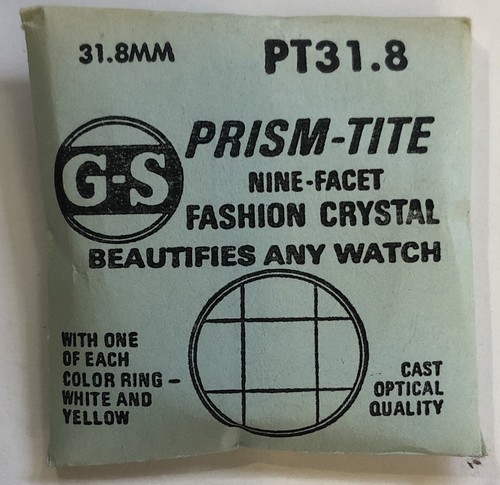 31.8MM PT31.8
G-S
PRISM-TITE
NINE-FACET
FASHION CRYSTAL
BEAUTIFIES ANY WATCH
WITH ONE
OF EACH
COLOR RING -
WHITE AND
YELLOW
CAST
OPTICAL
QUALITY